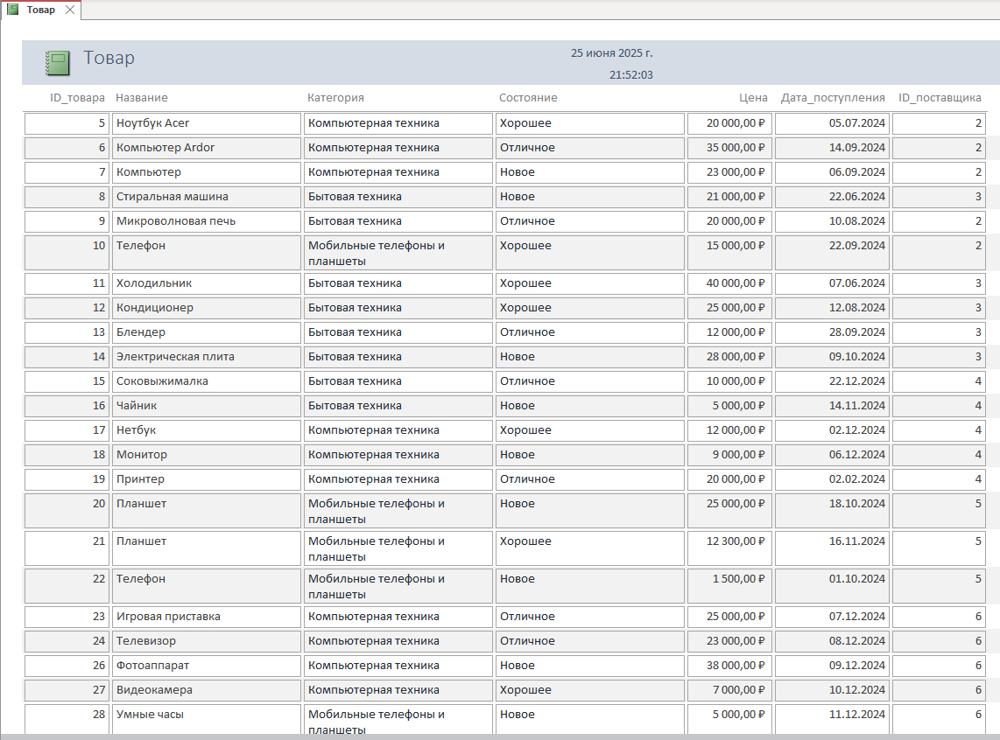 Товар
Товар
25 июня 2025 г.
21:52:03
ID_товара Название Категория Состояние Цена Дата_поступления ID_поставщика
5 Ноутбук Acer Компьютерная техника Хорошее 20 000,00 ₽ 05.07.2024 2
6 Компьютер Ardor Компьютерная техника Отличное 35 000,00 ₽ 14.09.2024 2
7 Компьютер Компьютерная техника Новое 23 000,00 ₽ 06.09.2024 2
8 Стиральная машина Бытовая техника Новое 21 000,00 ₽ 22.06.2024 3
9 Микроволновая печь Бытовая техника Отличное 20 000,00 ₽ 10.08.2024 2
10 Телефон Мобильные телефоны и Хорошее 15 000,00 ₽ 22.09.2024 2
планшеты
11 Холодильник Бытовая техника Хорошее 40 000,00 ₽ 07.06.2024 3
12 Кондиционер Бытовая техника Хорошее 25 000,00 ₽ 12.08.2024 3
13 Блендер Бытовая техника Отличное 12 000,00 ₽ 28.09.2024 3
14 Электрическая плита Бытовая техника Новое 28 000,00 ₽ 09.10.2024 3
15 Соковыжималка Бытовая техника Отличное 10 000,00 ₽ 22.12.2024 4
16 Чайник Бытовая техника Новое 5 000,00 ₽ 14.11.2024 4
17 Нетбук Компьютерная техника Хорошее 12 000,00 ₽ 02.12.2024 4
18 Монитор Компьютерная техника Новое 9 000,00 ₽ 06.12.2024 4
19 Принтер Компьютерная техника Отличное 20 000,00 ₽ 02.02.2024 4
20 Планшет Мобильные телефоны и Новое 25 000,00 ₽ 18.10.2024 5
планшеты
21 Планшет Мобильные телефоны и Хорошее 12 300,00 ₽ 16.11.2024 5
планшеты
22 Телефон Мобильные телефоны и Новое 1 500,00 ₽ 01.10.2024 5
планшеты
23 Игровая приставка Компьютерная техника Отличное 25 000,00 ₽ 07.12.2024 6
24 Телевизор Компьютерная техника Отличное 23 000,00 ₽ 08.12.2024 6
26 Фотоаппарат Компьютерная техника Новое 38 000,00 ₽ 09.12.2024 6
27 Видеокамера Компьютерная техника Хорошее 7 000,00 ₽ 10.12.2024 6
28 Умные часы Мобильные телефоны и Новое 5 000,00 ₽ 11.12.2024 6
планшеты